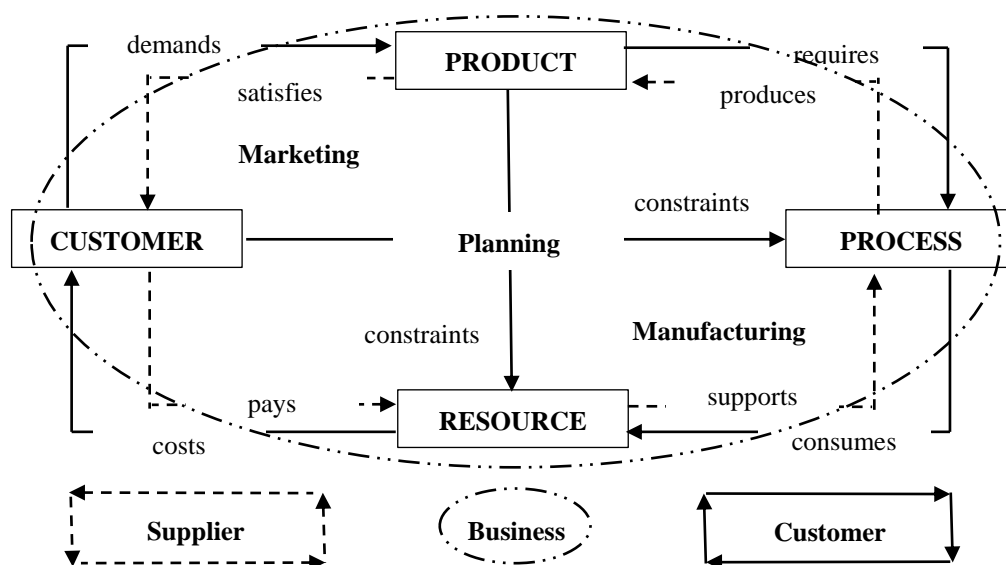 demands
PRODUCT
requires
satisfies
produces
Marketing
constraints
CUSTOMER
Planning
PROCESS
constraints
Manufacturing
pays
RESOURCE
supports
costs
consumes
Supplier
Business
Customer